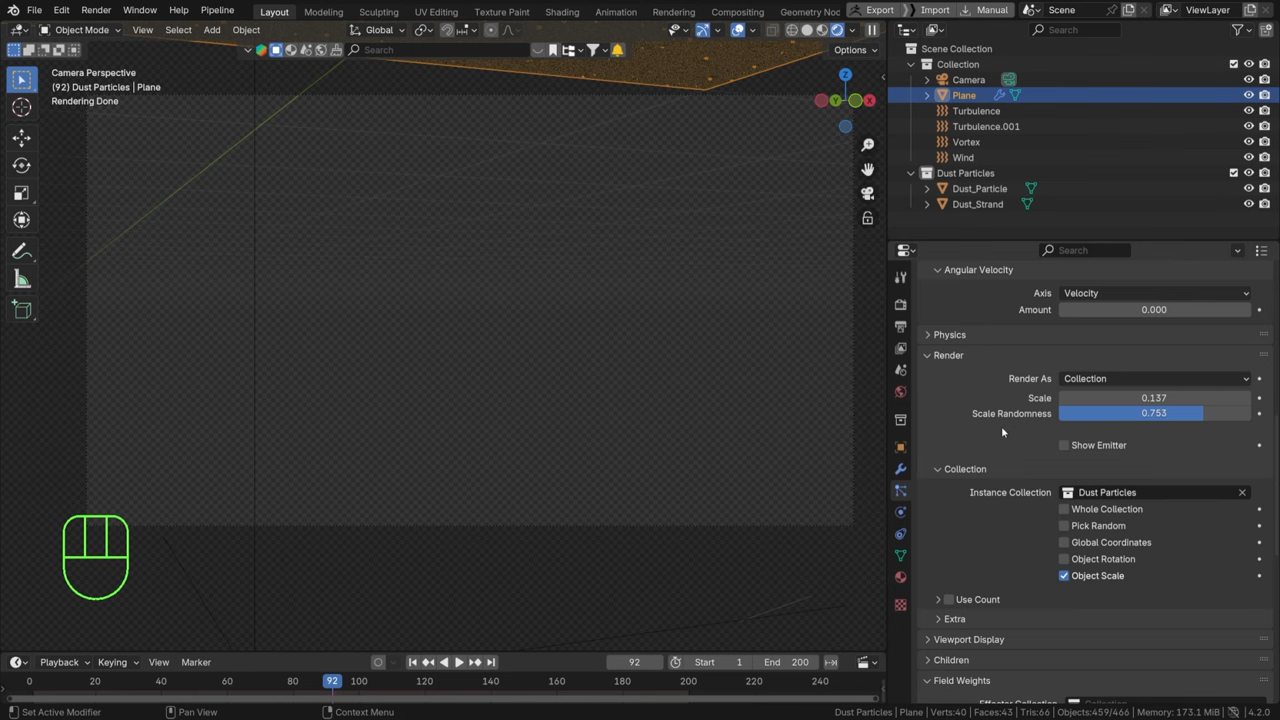 File Edit Render Window Help Pipeline Layout Modeling Sculpting UV Editing Texture Paint Shading Animation Rendering Compositing Geometry Noc Export Import Manual Scene ViewLayer
Object Mode View Select Add Object Global Search
Search Options
Camera Perspective
(92) Dust Particles | Plane
Rendering Done
Z
Y X
Scene Collection
Collection
Camera
Plane
Turbulence
Turbulence.001
Vortex
Wind
Dust Particles
Dust_Particle
Dust_Strand
Search
Angular Velocity
Axis Velocity
Amount 0.000
Physics
Render
Render As Collection
Scale 0.137
Scale Randomness 0.753
Show Emitter
Collection
Instance Collection Dust Particles
Whole Collection
Pick Random
Global Coordinates
Object Rotation
Object Scale
Use Count
Extra
Viewport Display
Children
Field Weights
Playback Keying View Marker 92 Start 1 End 200
0 20 40 60 80 92 100 120 140 160 180 200 220 240
Set Active Modifier Pan View Context Menu Dust Particles | Plane Verts:40 Faces:43 Tris:66 Objects:459/466 Memory: 173.1 MiB 4.2.0